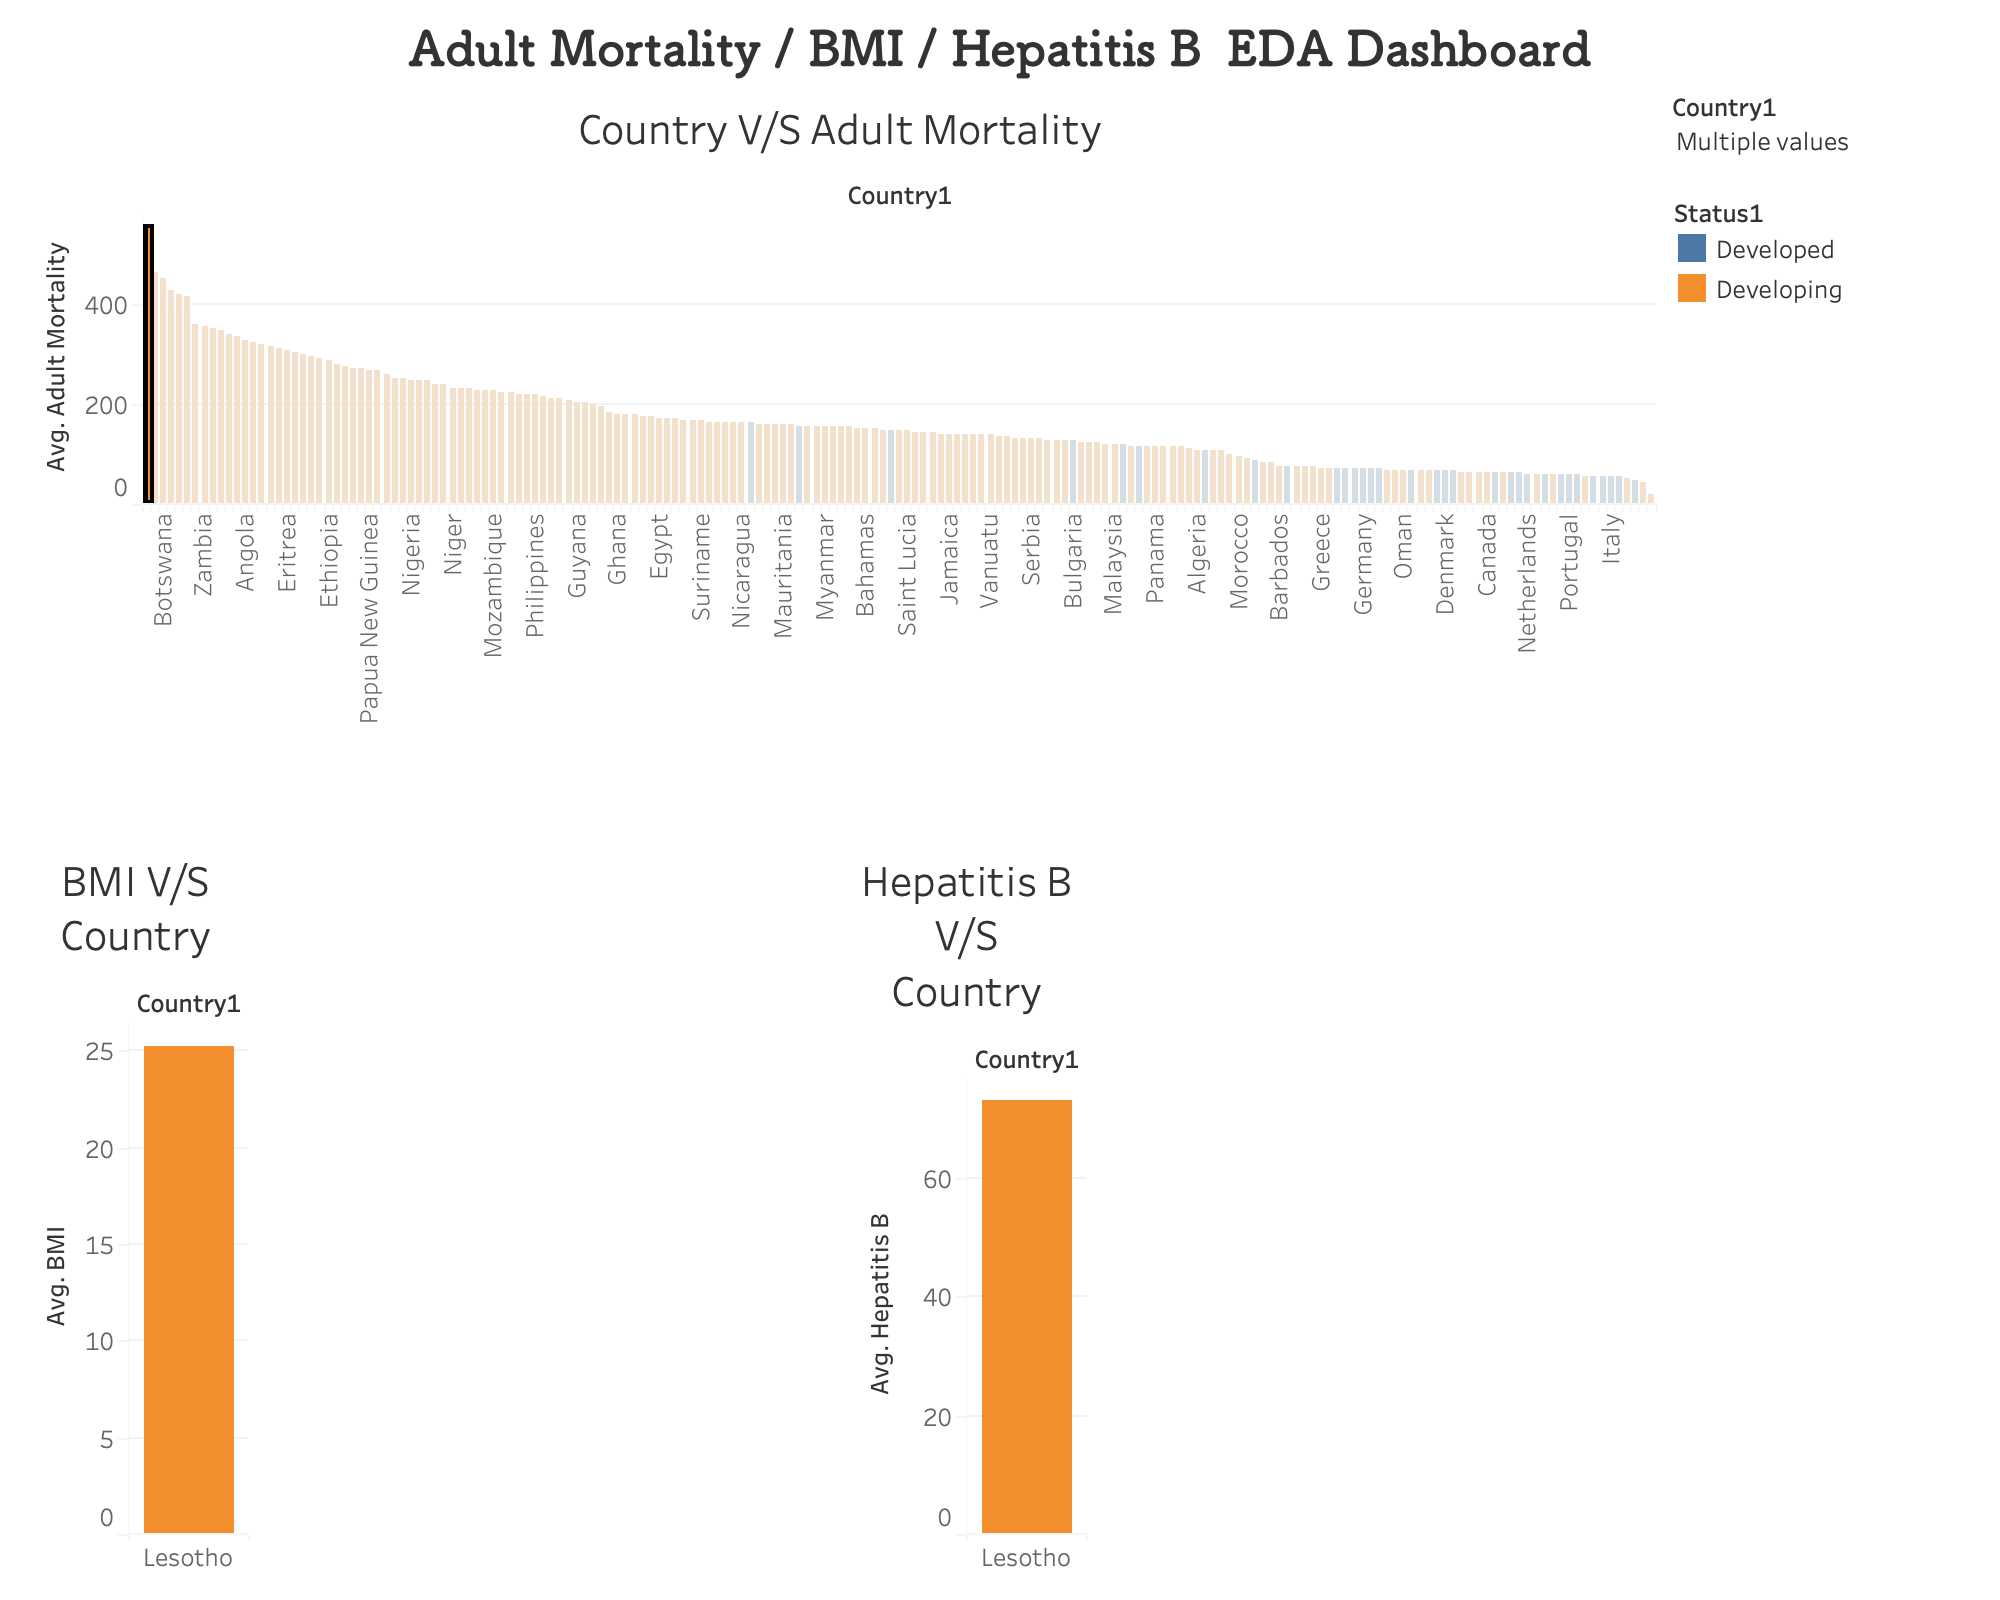 Adult Mortality / BMI / Hepatitis B EDA Dashboard
Country V/S Adult Mortality
Country1
Multiple values
Status1
Developed
Developing
Country1
Avg. Adult Mortality
400
200
0
Botswana
Zambia
Angola
Eritrea
Ethiopia
Papua New Guinea
Nigeria
Niger
Mozambique
Philippines
Guyana
Ghana
Egypt
Suriname
Nicaragua
Mauritania
Myanmar
Bahamas
Saint Lucia
Jamaica
Vanuatu
Serbia
Bulgaria
Malaysia
Panama
Algeria
Morocco
Barbados
Greece
Germany
Oman
Denmark
Canada
Netherlands
Portugal
Italy
BMI V/S
Country
Country1
Avg. BMI
25
20
15
10
5
0
Lesotho
Hepatitis B
V/S
Country
Country1
Avg. Hepatitis B
60
40
20
0
Lesotho